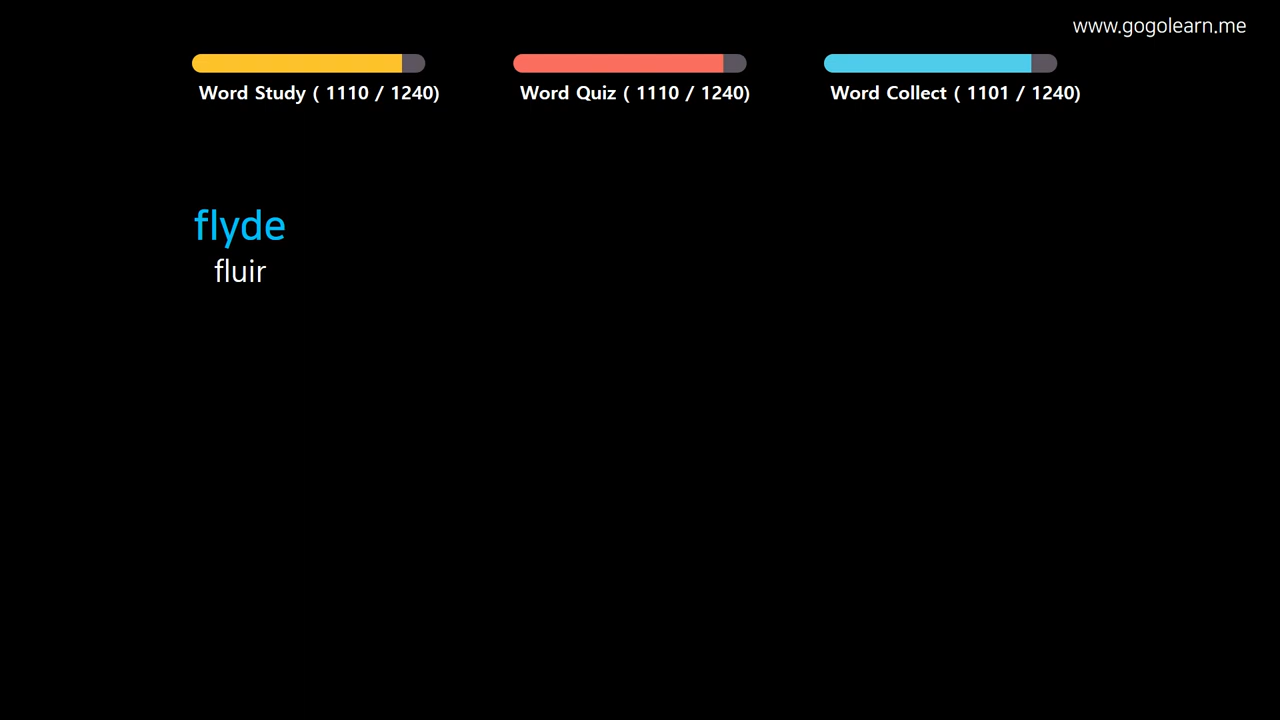 www.gogolearn.me
Word Study ( 1110 / 1240)
Word Quiz ( 1110 / 1240)
Word Collect ( 1101 / 1240)
flyde
fluir